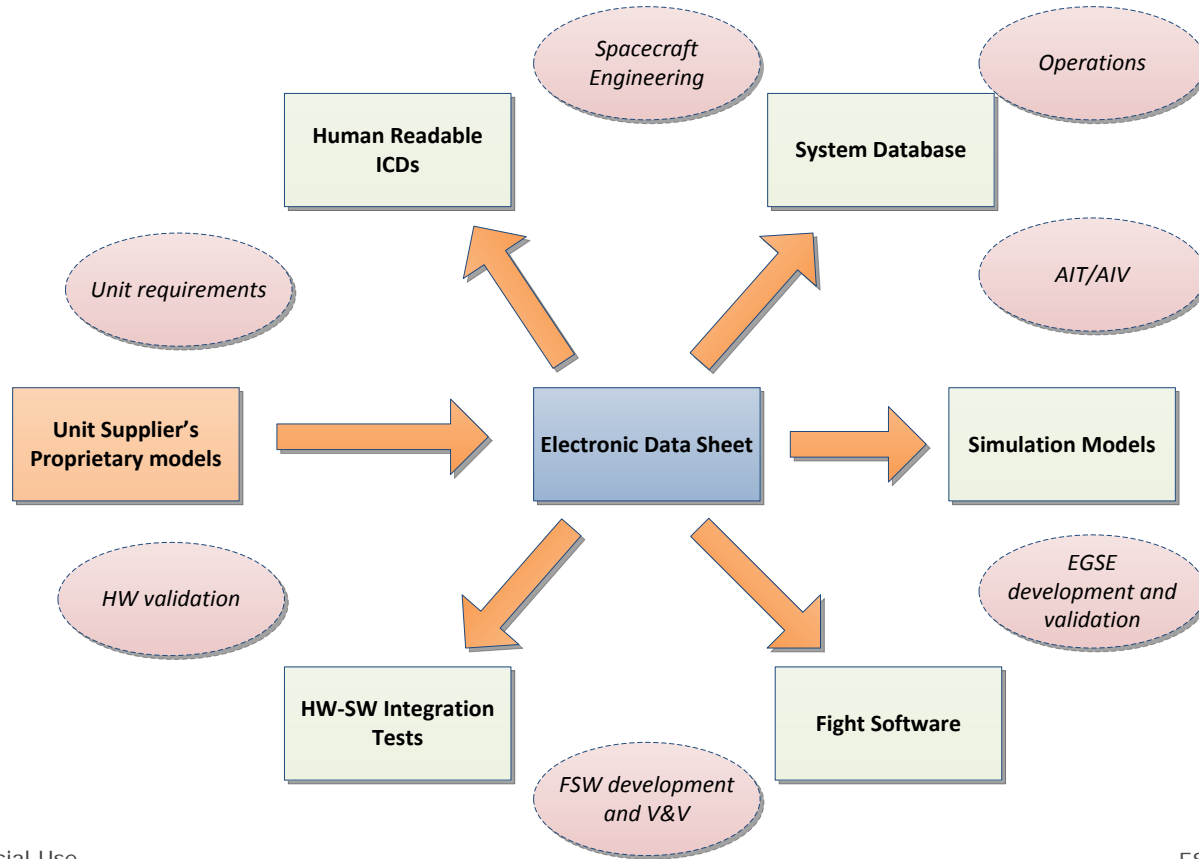 Spacecraft
Engineering
Operations
Human Readable
ICDs
System Database
Unit requirements
AIT/AIV
Unit Supplier’s
Proprietary models
Electronic Data Sheet
Simulation Models
HW validation
EGSE
development and
validation
HW-SW Integration
Tests
Fight Software
FSW development
and V&V